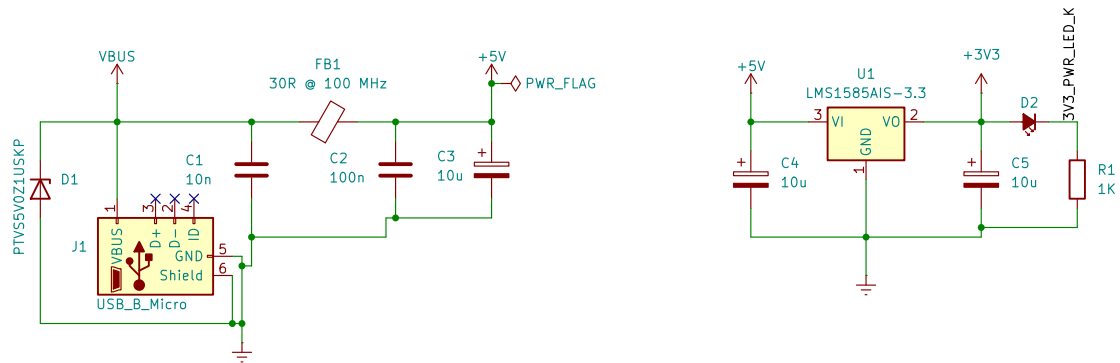 VBUS
FB1
30R @ 100 MHz
+5V
PWR_FLAG
D1
PTVS5V0Z1USKP
C1
10n
C2
100n
C3
+
10u
J1
1
3
2
4
VBUS
D+
D-
ID
GND
5
Shield
6
USB_B_Micro
+5V
U1
LMS1585AIS-3.3
+3V3
3V3_PWR_LED_K
D2
3
VI
VO
2
GND
1
C4
+
10u
+
C5
10u
R1
1K